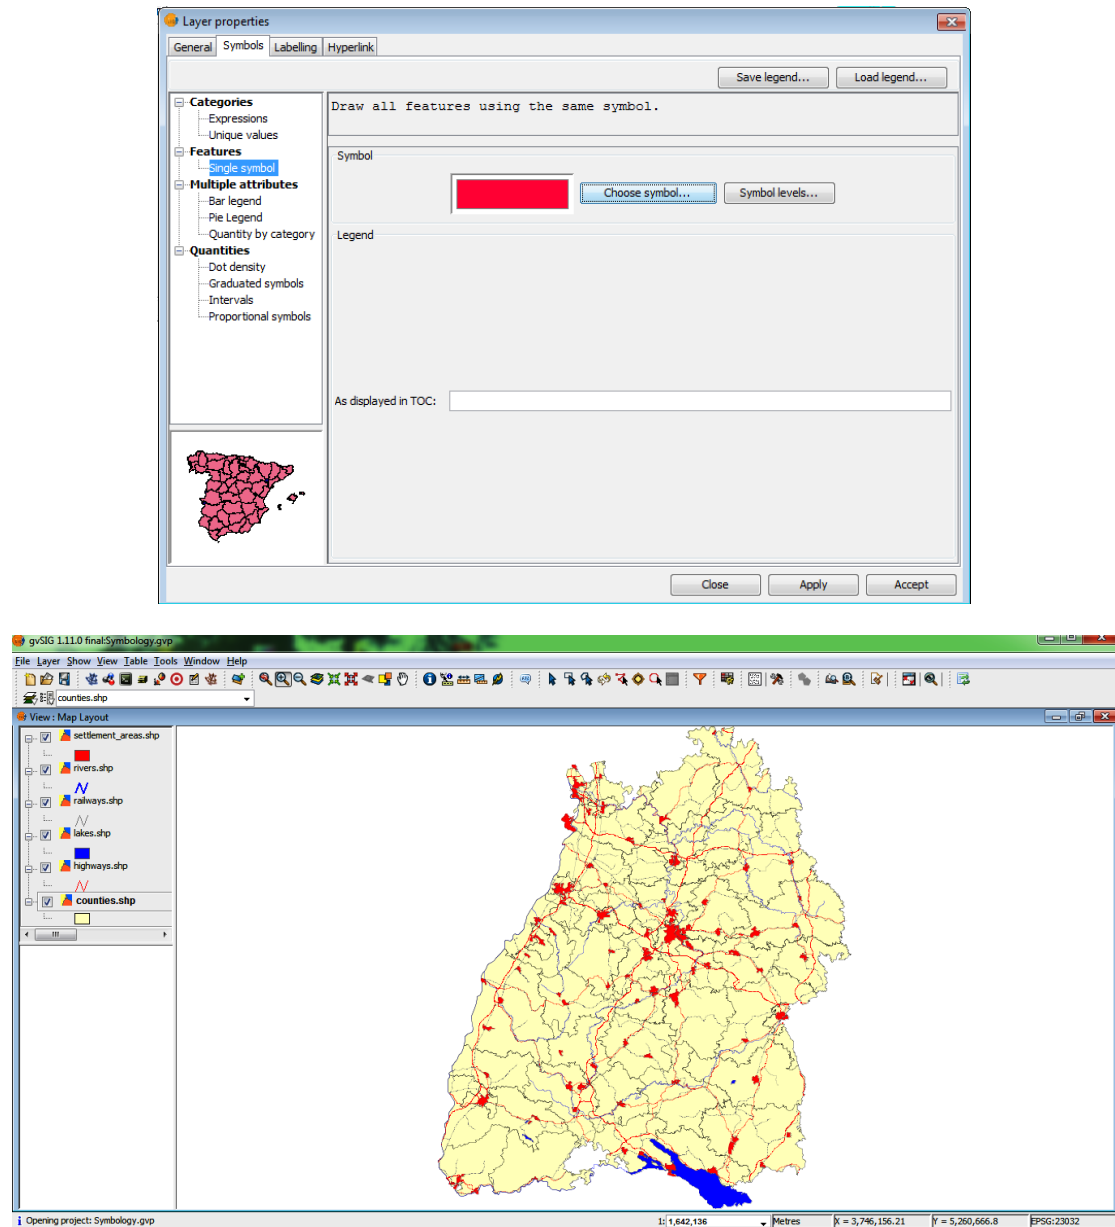 Layer properties
General Symbols Labelling Hyperlink
Save legend... Load legend...
Categories
Expressions
Unique values
Features
Single symbol
Multiple attributes
Bar legend
Pie Legend
Quantity by category
Quantities
Dot density
Graduated symbols
Intervals
Proportional symbols
Draw all features using the same symbol.
Symbol
Choose symbol... Symbol levels...
Legend
As displayed in TOC:
Close Apply Accept
gvSIG 1.11.0 final:Symbology.gvp
File Layer Show View Table Tools Window Help
counties.shp
View : Map Layout
settlement_areas.shp
rivers.shp
railways.shp
lakes.shp
highways.shp
counties.shp
Opening project: Symbology.gvp 1: 1,642,136 Metres X = 3,746,156.21 Y = 5,260,666.8 EPSG:23032